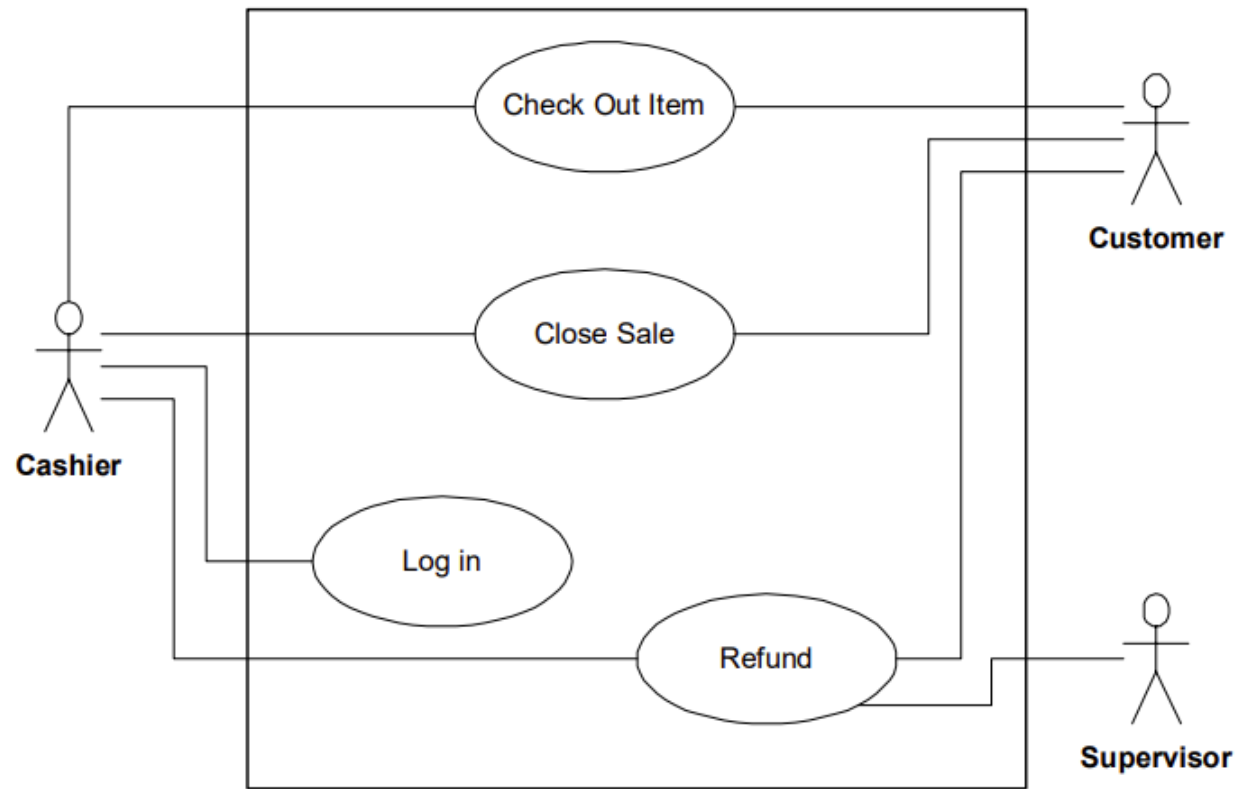 Check Out Item
Customer
Close Sale
Cashier
Log in
Refund
Supervisor